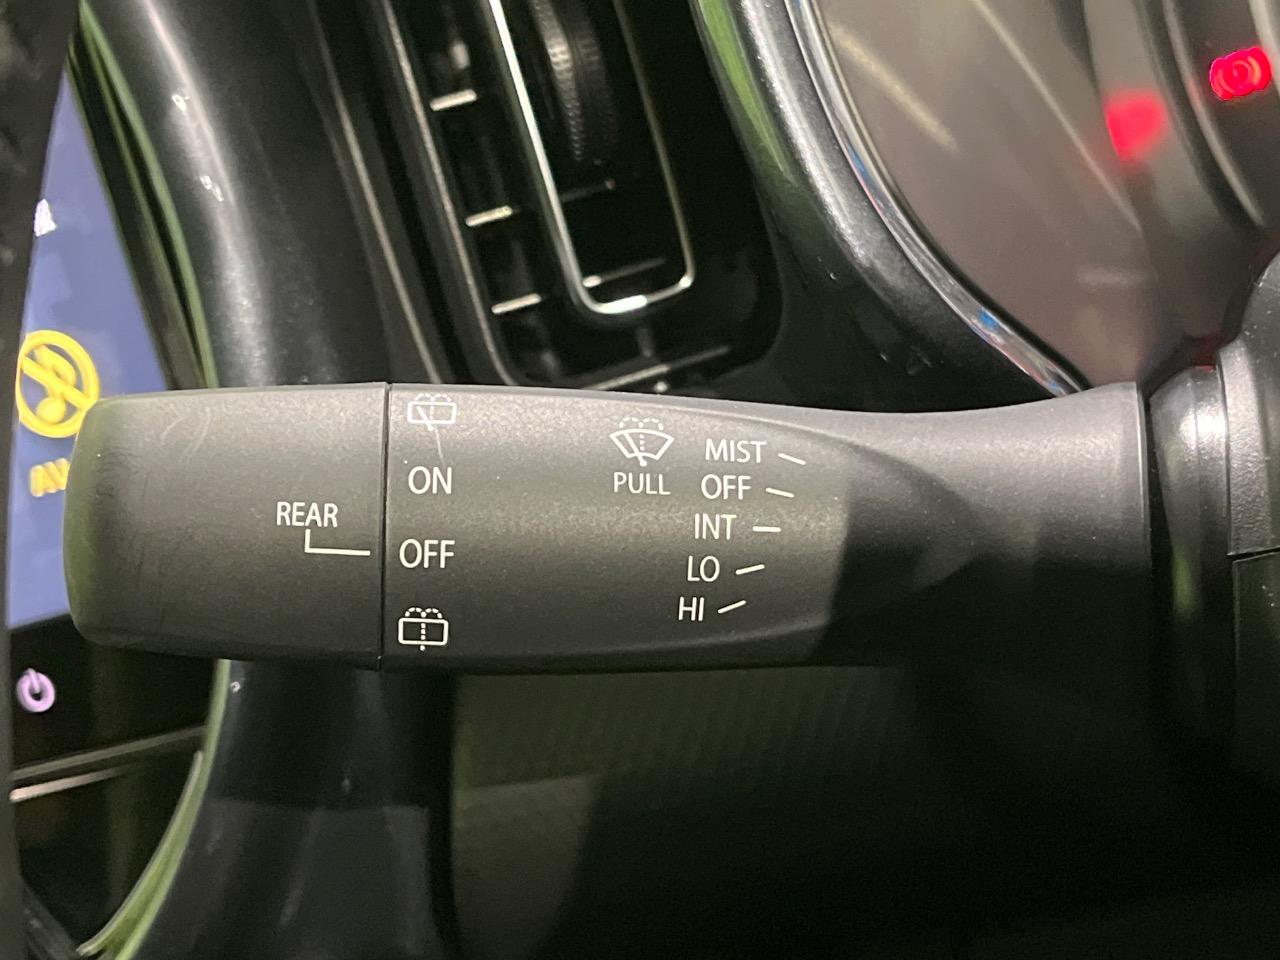 MIST
ON
PULL
OFF
REAR
INT
OFF
LO
HI